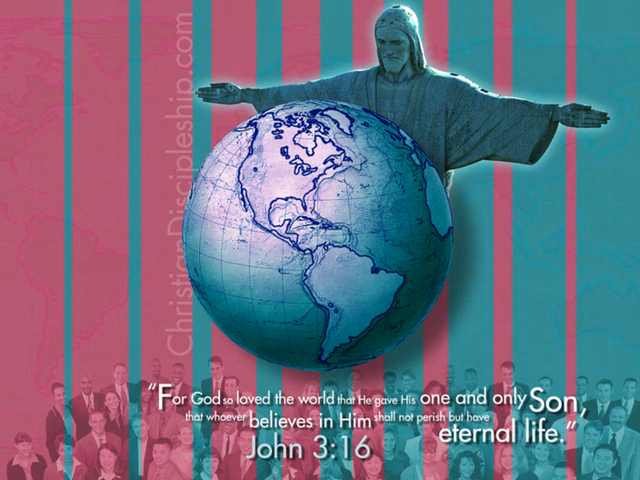 ChristianDiscipleship.com
“For God so loved the world that He gave His one and only Son,
that whoever believes in Him shall not perish but have eternal life.”
John 3:16